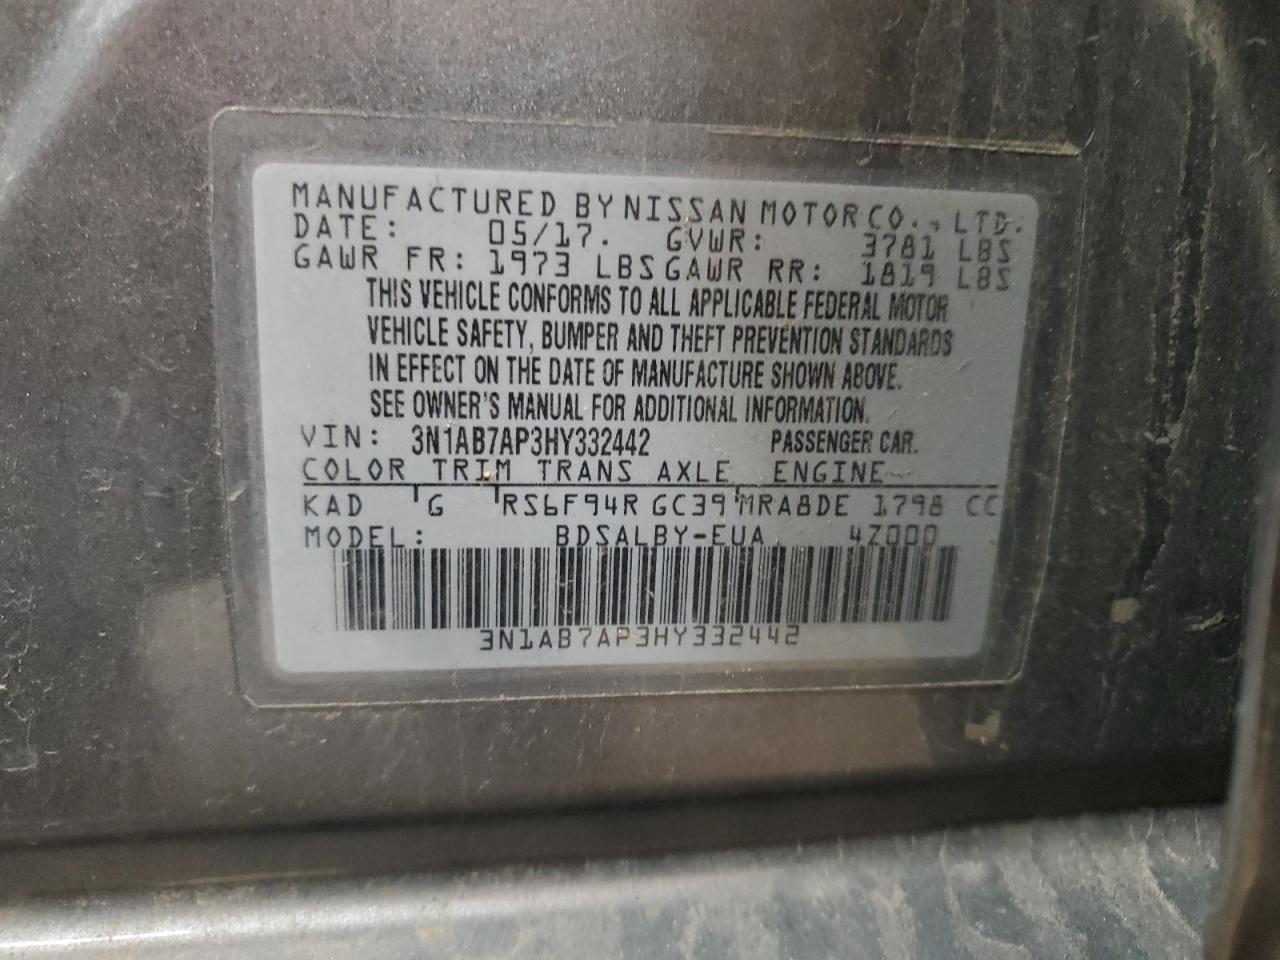 MANUFACTURED BY NISSAN MOTOR CO., LTD.
DATE: 05/17. GVWR: 3781 LBS
GAWR FR: 1973 LBS GAWR RR: 1819 LBS
THIS VEHICLE CONFORMS TO ALL APPLICABLE FEDERAL MOTOR
VEHICLE SAFETY, BUMPER AND THEFT PREVENTION STANDARDS
IN EFFECT ON THE DATE OF MANUFACTURE SHOWN ABOVE.
SEE OWNER'S MANUAL FOR ADDITIONAL INFORMATION.
VIN: 3N1AB7AP3HY332442 PASSENGER CAR.
COLOR TRIM TRANS AXLE ENGINE
KAD G RS6F94R GC39 MRA8DE 1798 CC
MODEL: BDSALBY-EUA 4Z000
3N1AB7AP3HY332442